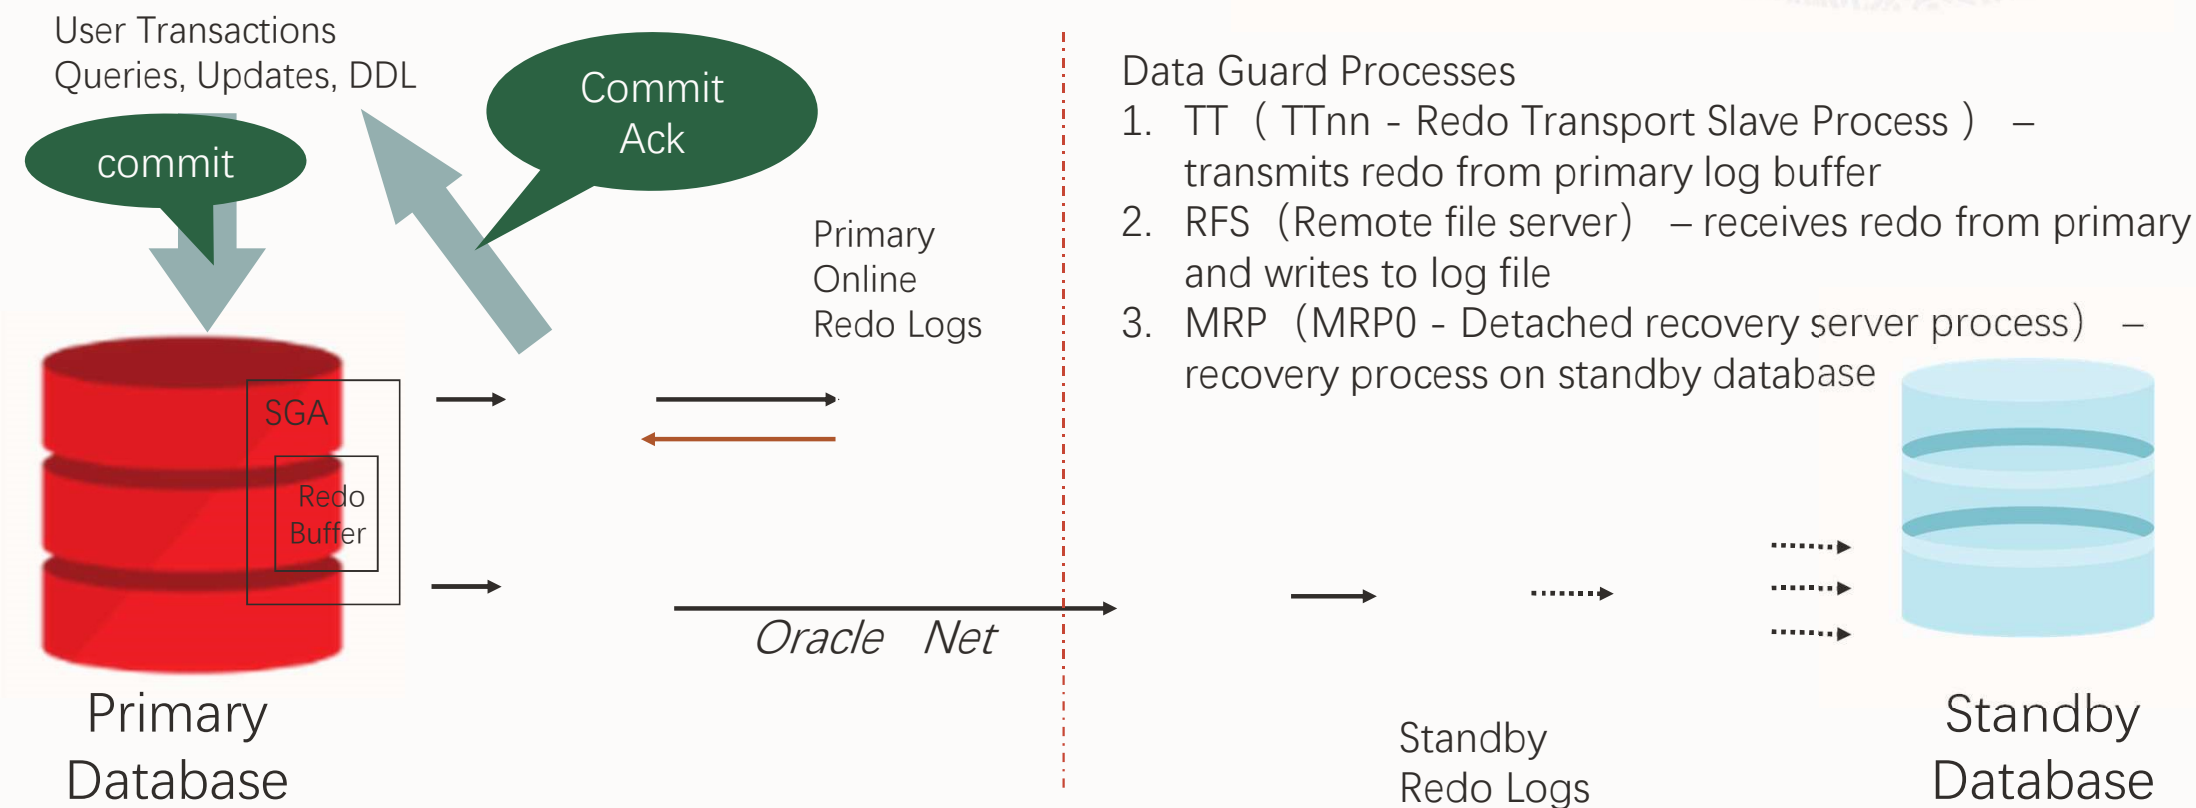 User Transactions
Queries, Updates, DDL
commit
Commit
Ack
Primary
Online
Redo Logs
SGA
Redo
Buffer
Oracle Net
Primary
Database
Data Guard Processes
1. TT （ TTnn - Redo Transport Slave Process ） –
transmits redo from primary log buffer
2. RFS （Remote file server） – receives redo from primary
and writes to log file
3. MRP （MRP0 - Detached recovery server process） –
recovery process on standby database
Standby
Redo Logs
Standby
Database